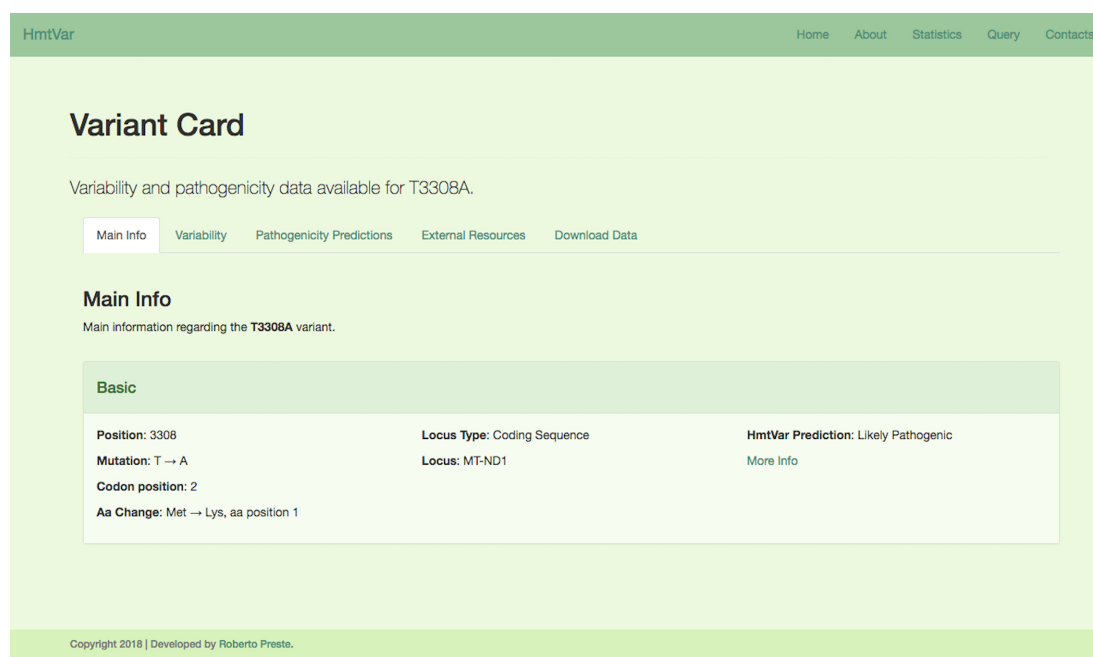 HmtVar Home About Statistics Query Contacts
Variant Card
Variability and pathogenicity data available for T3308A.
Main Info Variability Pathogenicity Predictions External Resources Download Data
Main Info
Main information regarding the T3308A variant.
Basic
Position: 3308 Locus Type: Coding Sequence HmtVar Prediction: Likely Pathogenic
Mutation: T → A Locus: MT-ND1 More Info
Codon position: 2
Aa Change: Met → Lys, aa position 1
Copyright 2018 | Developed by Roberto Preste.